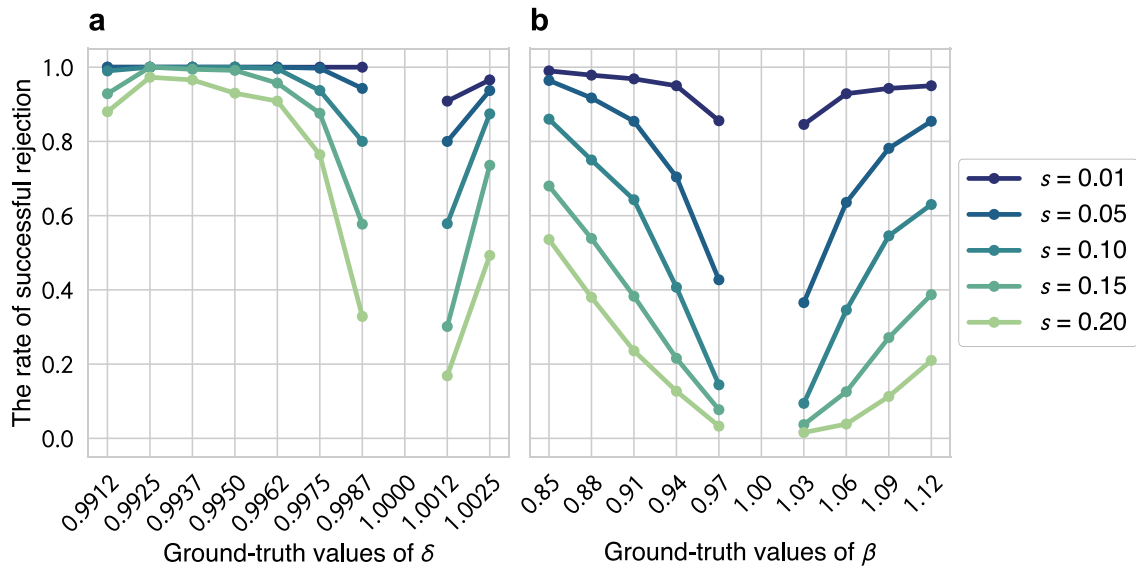 a
b
The rate of successful rejection
1.0
0.8
0.6
0.4
0.2
0.0
0.9912
0.9925
0.9937
0.9950
0.9962
0.9975
0.9987
1.0000
1.0012
1.0025
Ground-truth values of δ
0.85
0.88
0.91
0.94
0.97
1.00
1.03
1.06
1.09
1.12
Ground-truth values of β
s = 0.01
s = 0.05
s = 0.10
s = 0.15
s = 0.20